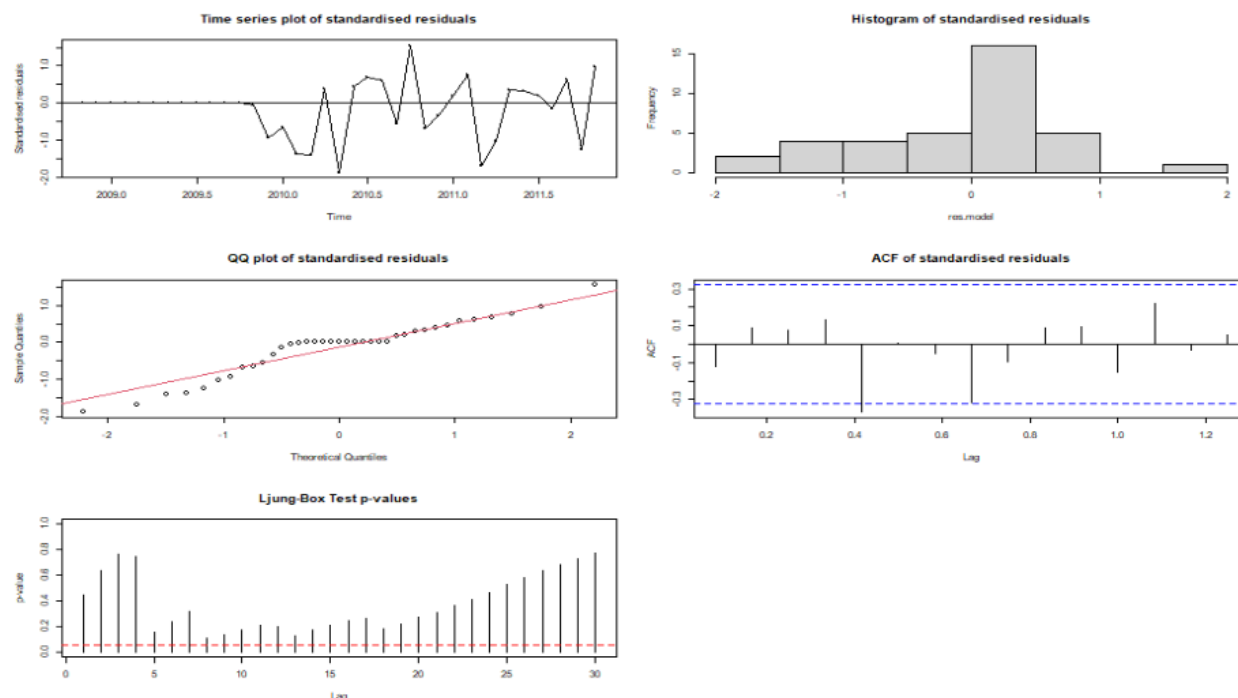 Time series plot of standardised residuals
Standardised residuals
1.0
0.0
-1.0
-2.0
2009.0 2009.5 2010.0 2010.5 2011.0 2011.5
Time
Histogram of standardised residuals
Frequency
15
10
5
0
-2 -1 0 1 2
res.model
QQ plot of standardised residuals
Sample Quantiles
1.0
0.0
-1.0
-2.0
-2 -1 0 1 2
Theoretical Quantiles
ACF of standardised residuals
ACF
0.3
0.1
-0.1
-0.3
0.2 0.4 0.6 0.8 1.0 1.2
Lag
Ljung-Box Test p-values
p-value
1.0
0.8
0.6
0.4
0.2
0.0
0 5 10 15 20 25 30
Lag